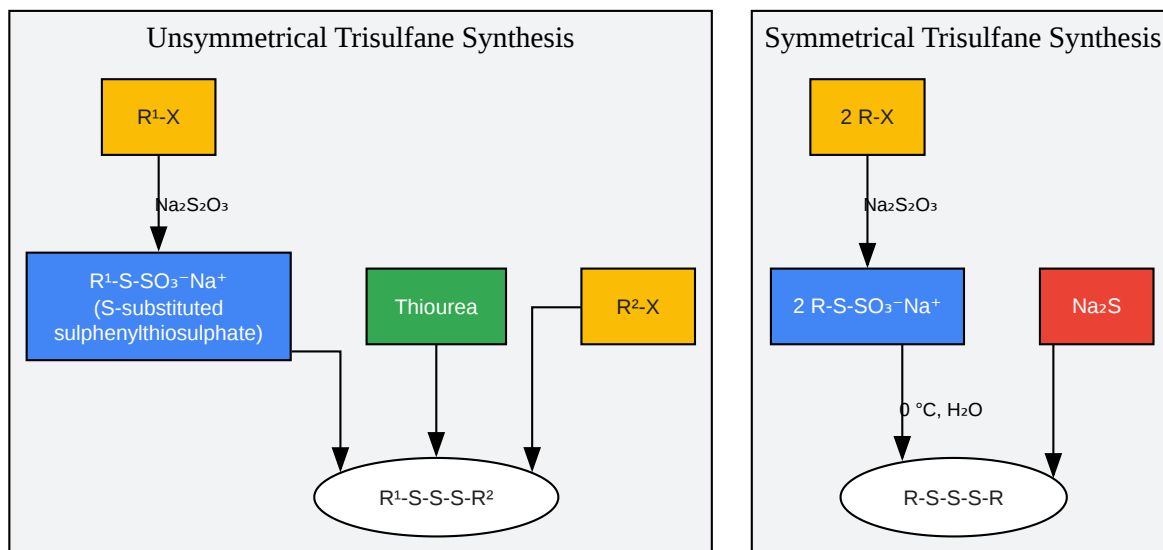 Unsymmetrical Trisulfane Synthesis
R¹-X
Na₂S₂O₃
R¹-S-SO₃⁻Na⁺
(S-substituted
sulphenylthiosulphate)
Thiourea
R²-X
R¹-S-S-S-R²
Symmetrical Trisulfane Synthesis
2 R-X
Na₂S₂O₃
2 R-S-SO₃⁻Na⁺
Na₂S
0 °C, H₂O
R-S-S-S-R